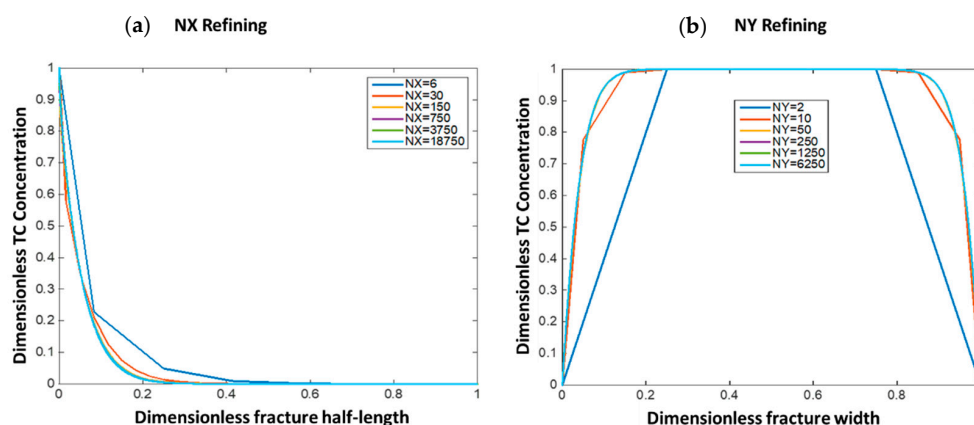 (a) NX Refining
Dimensionless TC Concentration
1
0.9
0.8
0.7
0.6
0.5
0.4
0.3
0.2
0.1
0
NX=6
NX=30
NX=150
NX=750
NX=3750
NX=18750
0 0.2 0.4 0.6 0.8 1
Dimensionless fracture half-length
(b) NY Refining
Dimensionless TC Concentration
1
0.9
0.8
0.7
0.6
0.5
0.4
0.3
0.2
0.1
0
NY=2
NY=10
NY=50
NY=250
NY=1250
NY=6250
0 0.2 0.4 0.6 0.8
Dimensionless fracture width